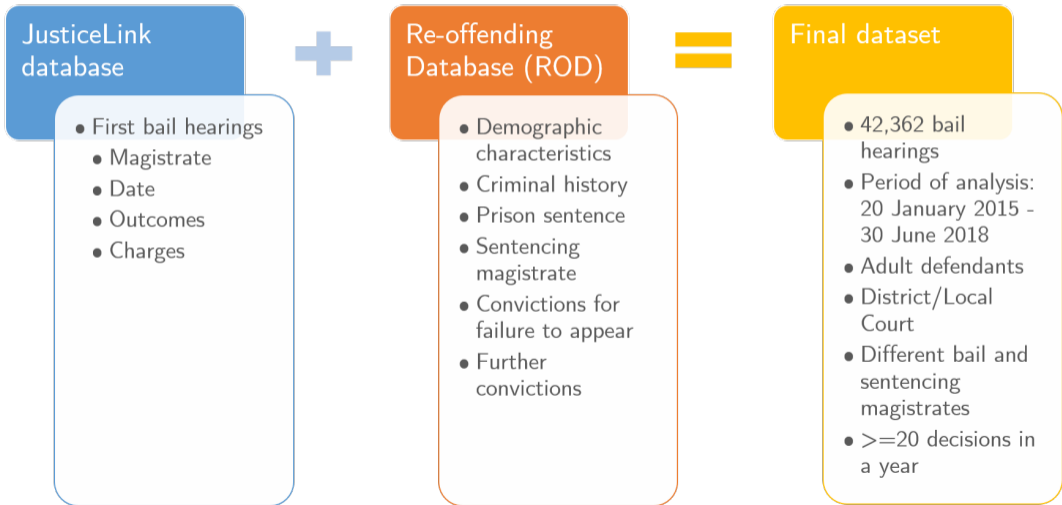 JusticeLink
database
• First bail hearings
• Magistrate
• Date
• Outcomes
• Charges
+
Re-offending
Database (ROD)
• Demographic
characteristics
• Criminal history
• Prison sentence
• Sentencing
magistrate
• Convictions for
failure to appear
• Further
convictions
=
Final dataset
• 42,362 bail
hearings
• Period of analysis:
20 January 2015 -
30 June 2018
• Adult defendants
• District/Local
Court
• Different bail and
sentencing
magistrates
• >=20 decisions in
a year